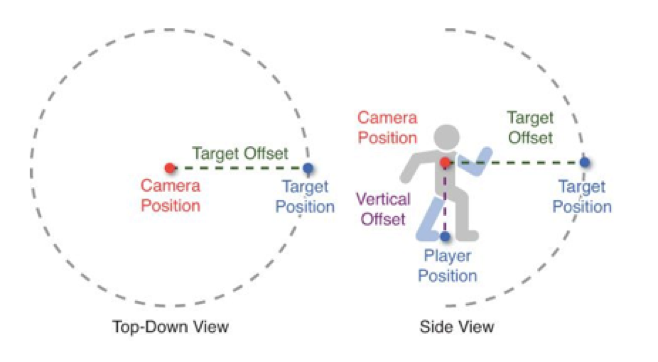 Target Offset
Camera
Position
Target
Position
Top-Down View
Camera
Position
Target
Offset
Vertical
Offset
Target
Position
Player
Position
Side View